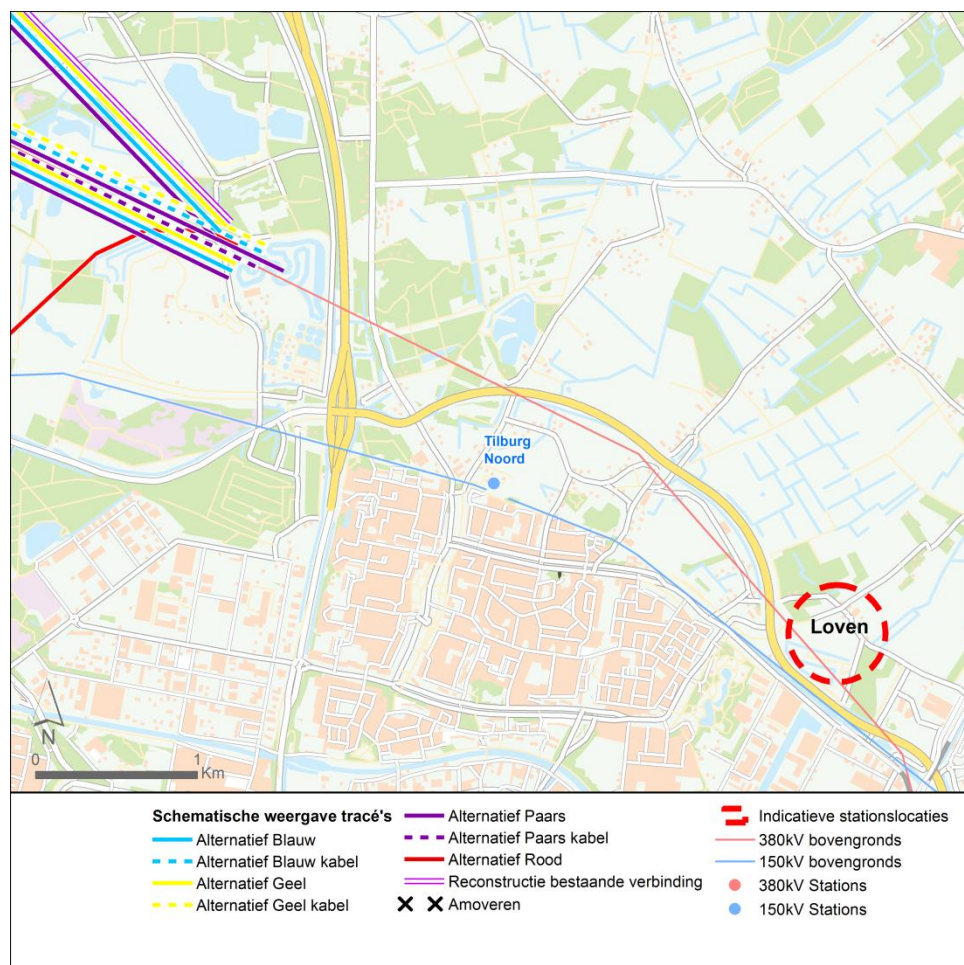 Tilburg
Noord
Loven
N
0 1
Km
Schematische weergave tracé's
Alternatief Blauw
Alternatief Blauw kabel
Alternatief Geel
Alternatief Geel kabel
Alternatief Paars
Alternatief Paars kabel
Alternatief Rood
Reconstructie bestaande verbinding
Amoveren
Indicatieve stationslocaties
380kV bovengronds
150kV bovengronds
380kV Stations
150kV Stations